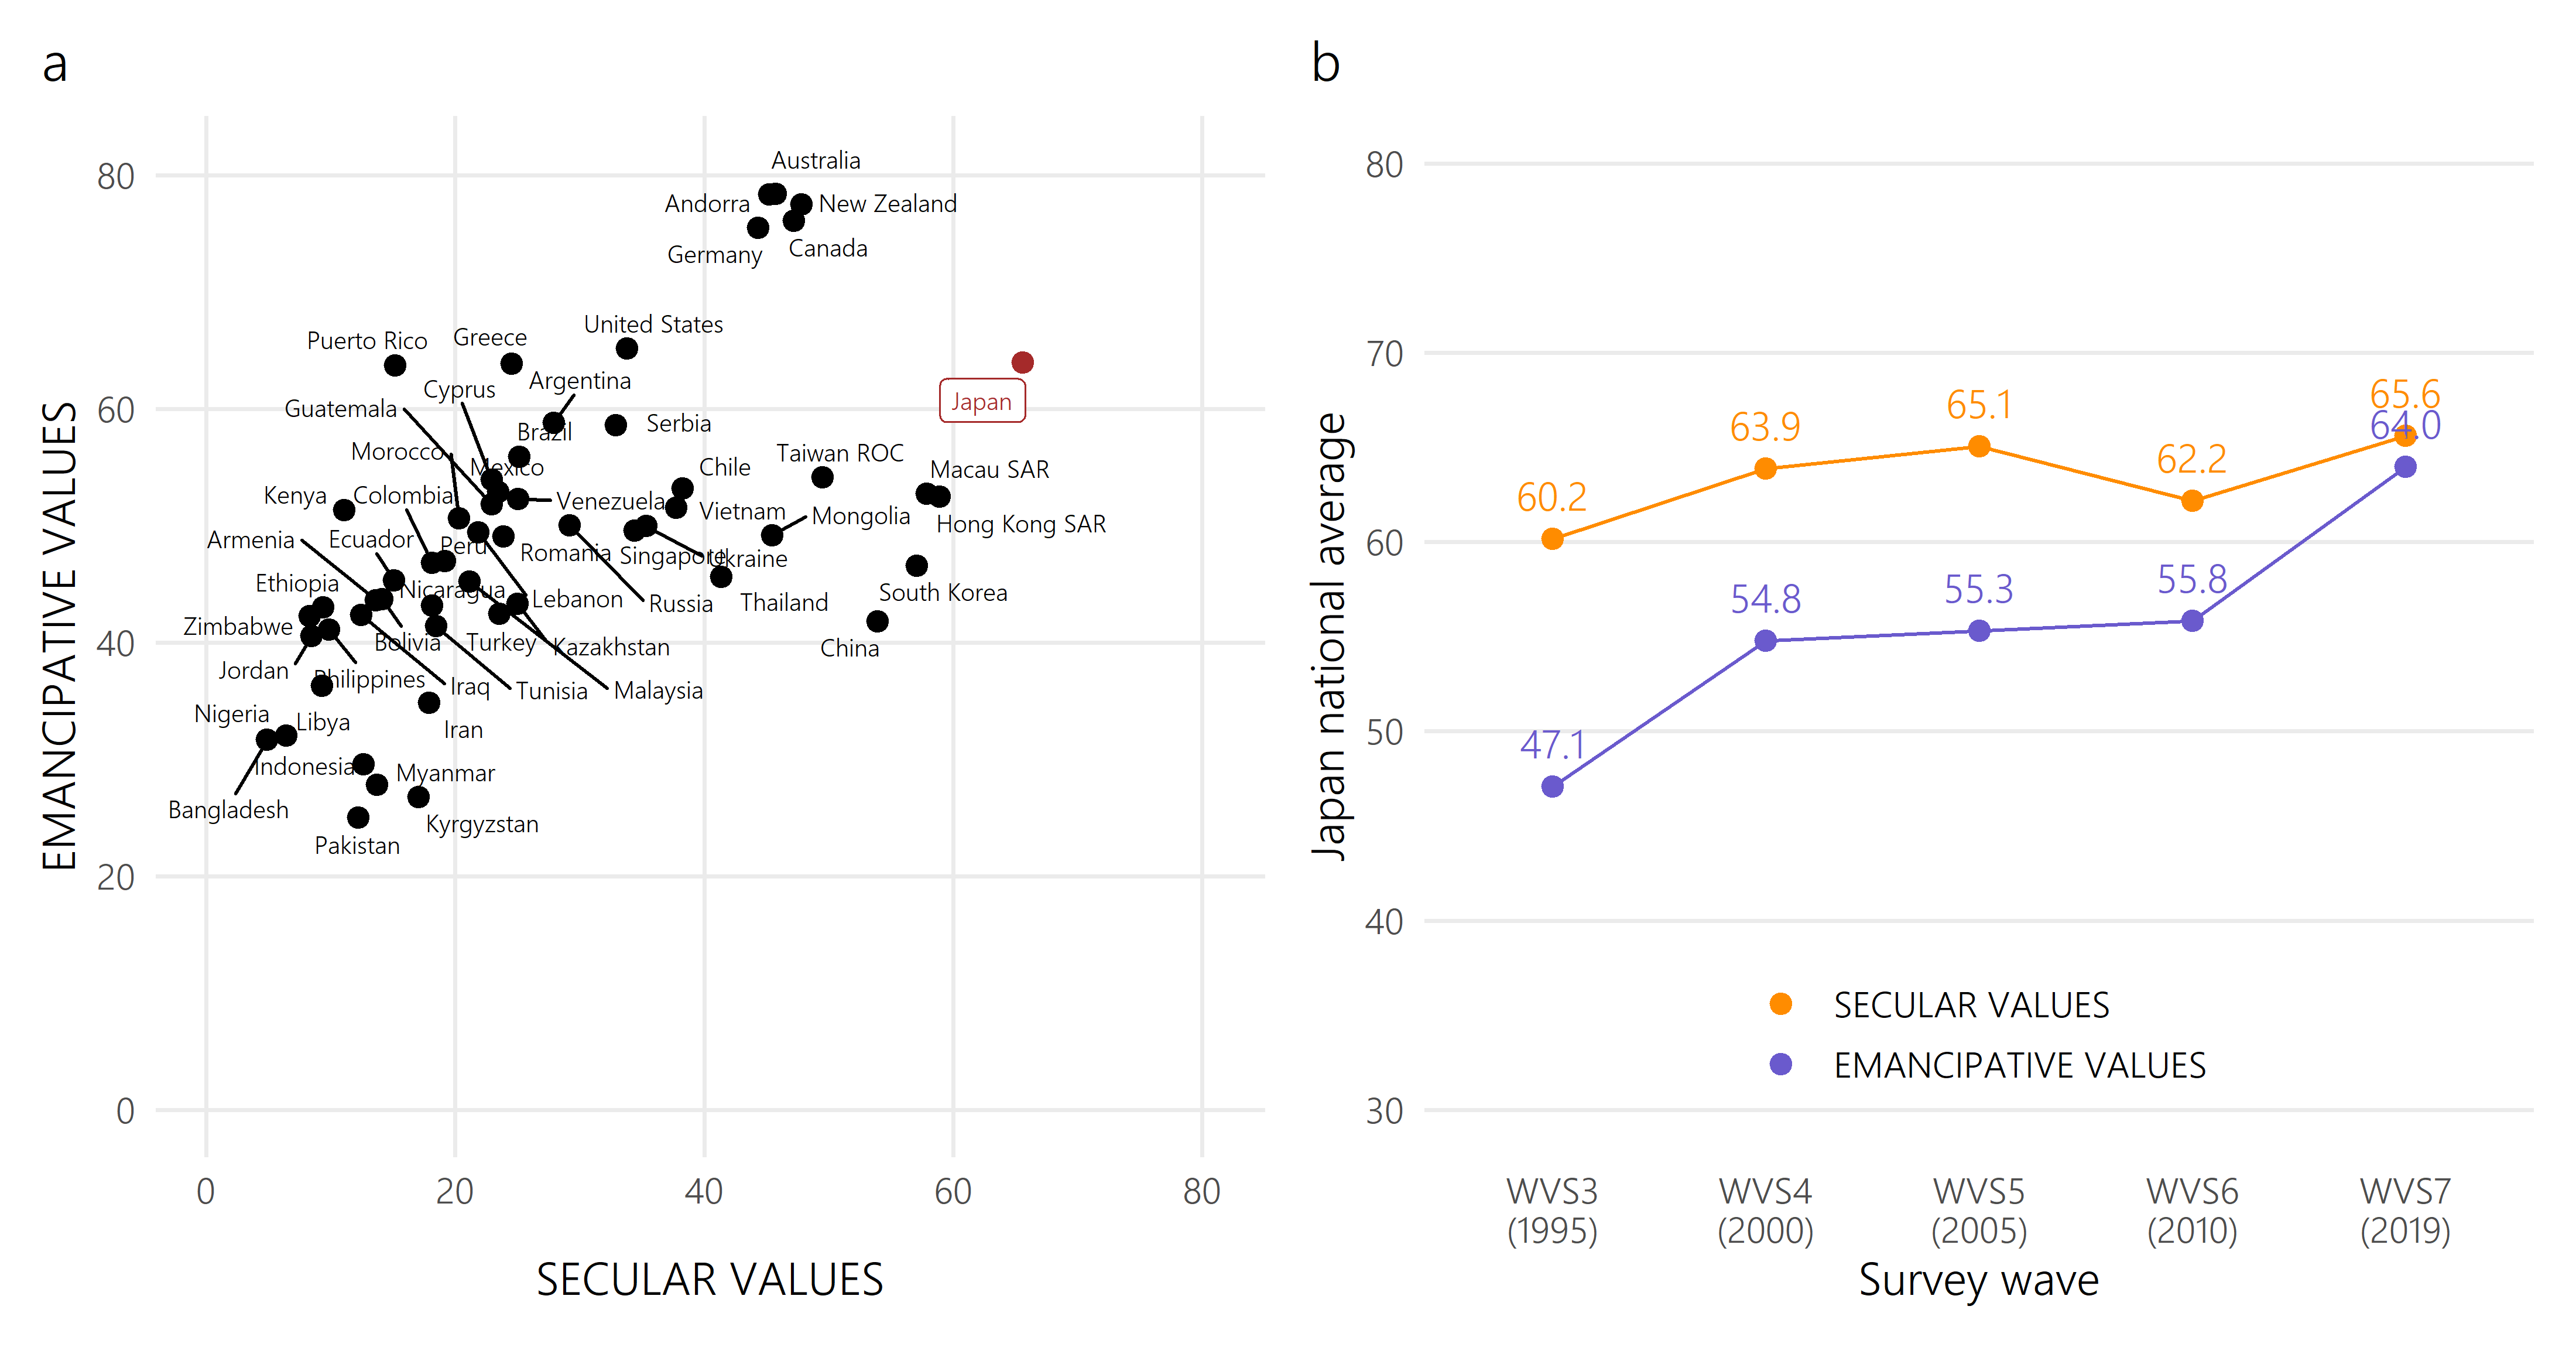 a
EMANCIPATIVE VALUES
80
60
40
20
0
Australia
Andorra
New Zealand
Germany
Canada
United States
Puerto Rico
Greece
Cyprus
Argentina
Japan
Guatemala
Brazil
Serbia
Morocco
Mexico
Chile
Taiwan ROC
Macau SAR
Kenya
Colombia
Venezuela
Vietnam
Mongolia
Hong Kong SAR
Armenia
Ecuador
Peru
Romania
Singapore
Ukraine
Ethiopia
Nicaragua
Lebanon
Russia
Thailand
South Korea
Zimbabwe
Bolivia
Turkey
Kazakhstan
China
Jordan
Philippines
Iraq
Tunisia
Malaysia
Nigeria
Libya
Iran
Indonesia
Myanmar
Bangladesh
Kyrgyzstan
Pakistan
0 20 40 60 80
SECULAR VALUES
b
Japan national average
80
70
60
50
40
30
60.2
63.9
65.1
62.2
65.6
47.1
54.8
55.3
55.8
64.0
SECULAR VALUES
EMANCIPATIVE VALUES
WVS3 WVS4 WVS5 WVS6 WVS7
(1995) (2000) (2005) (2010) (2019)
Survey wave